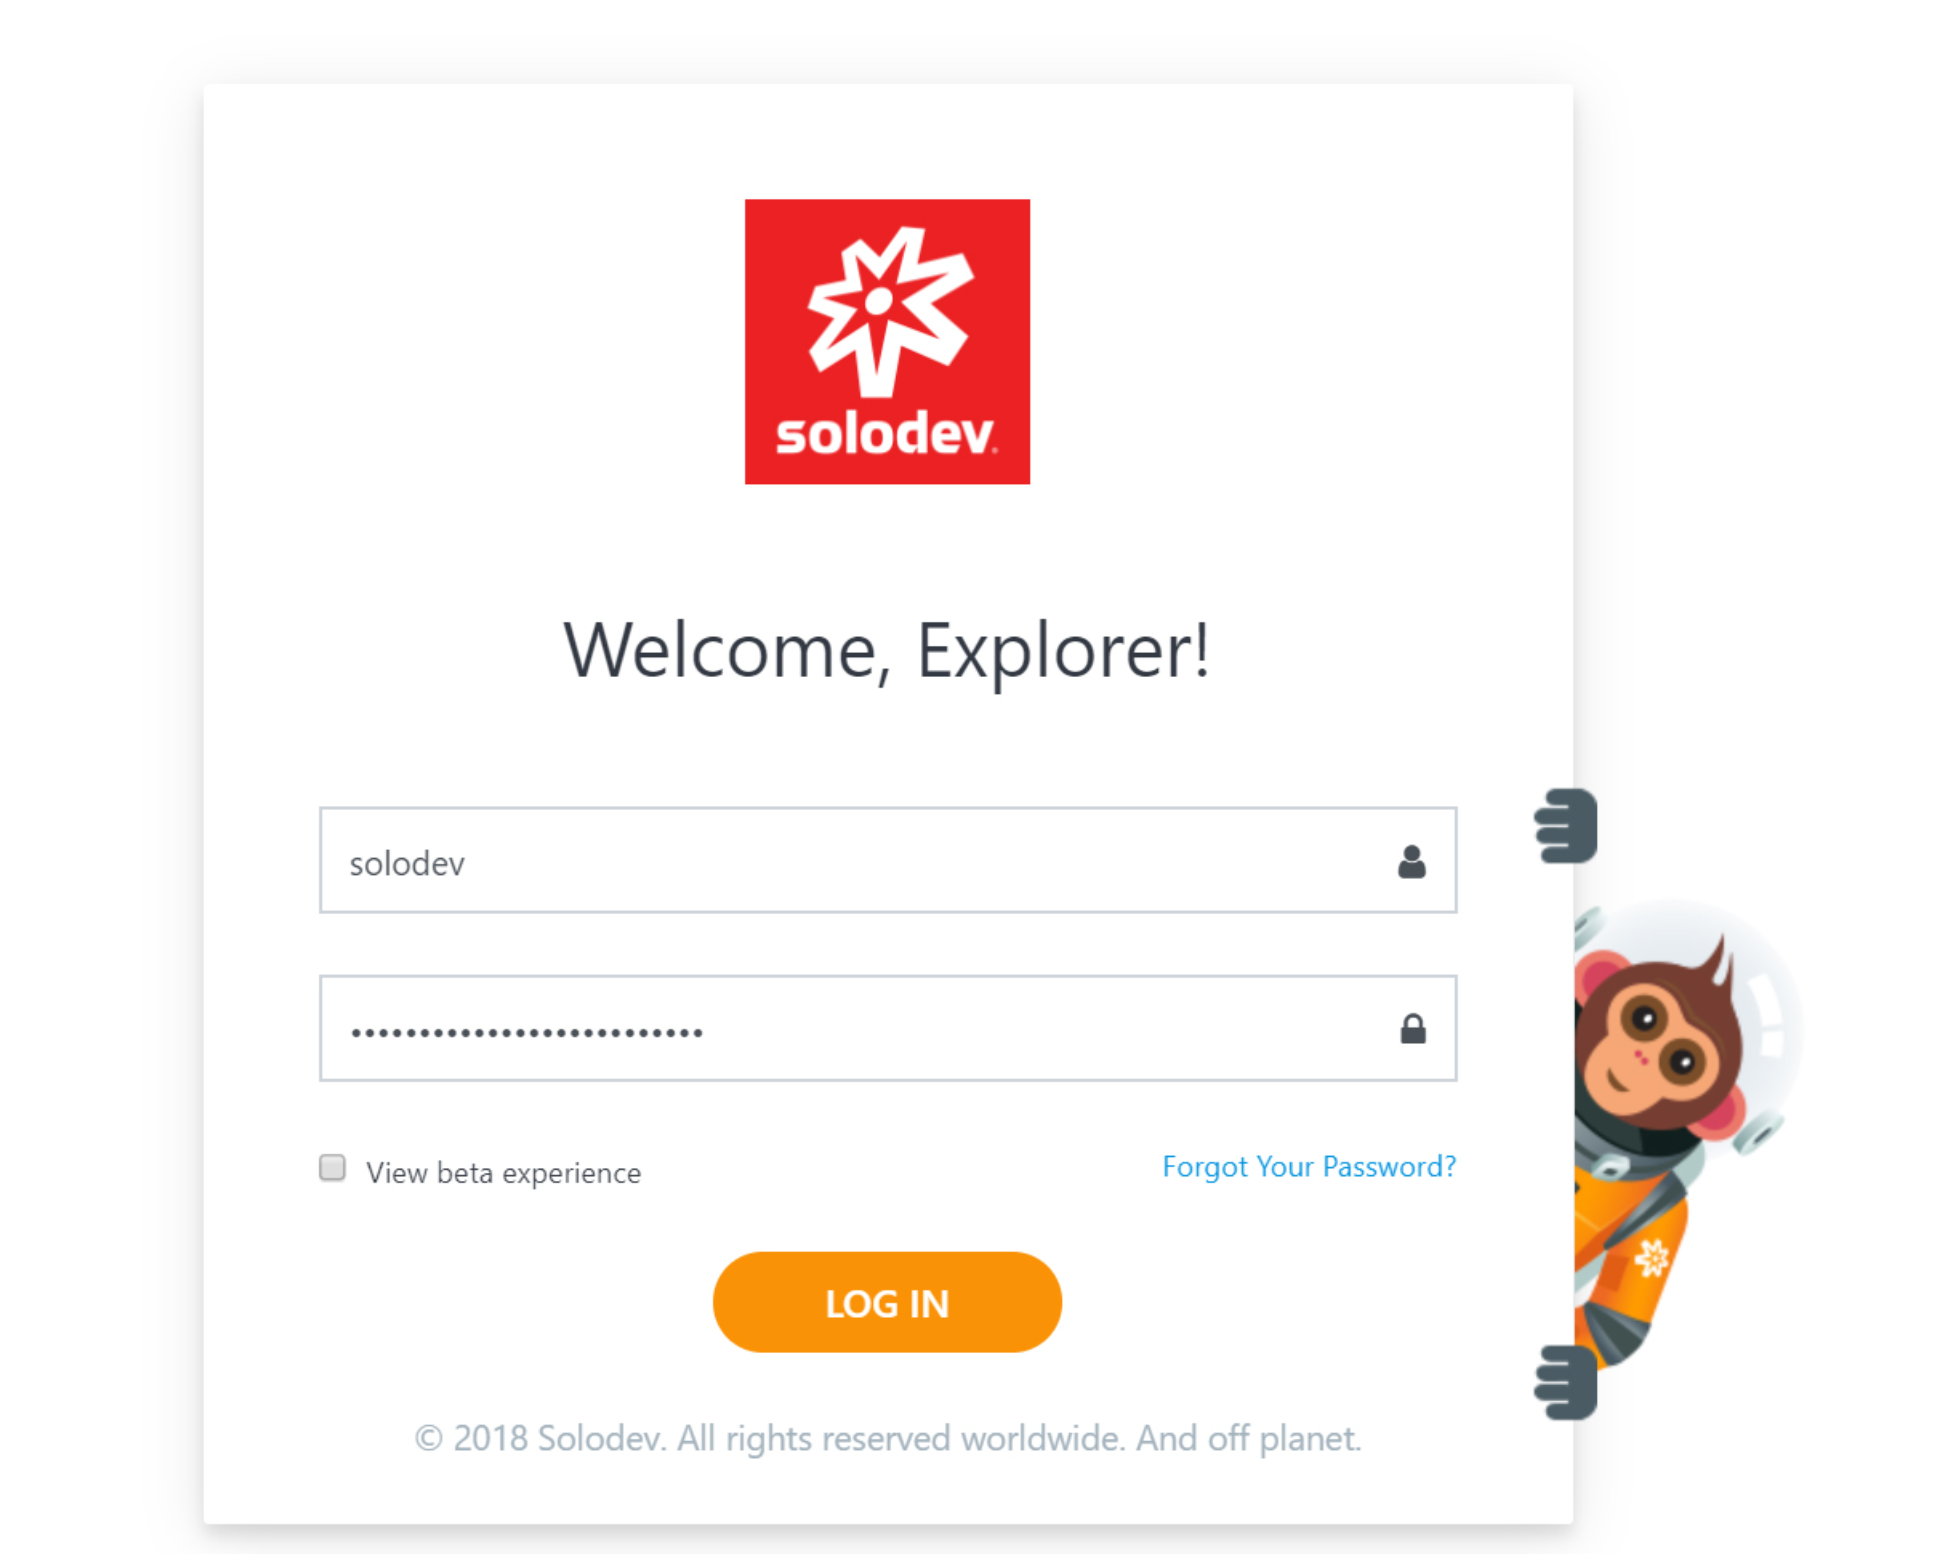 solodev
Welcome, Explorer!
solodev
••••••••••••••••••••••••••
View beta experience
Forgot Your Password?
LOG IN
© 2018 Solodev. All rights reserved worldwide. And off planet.